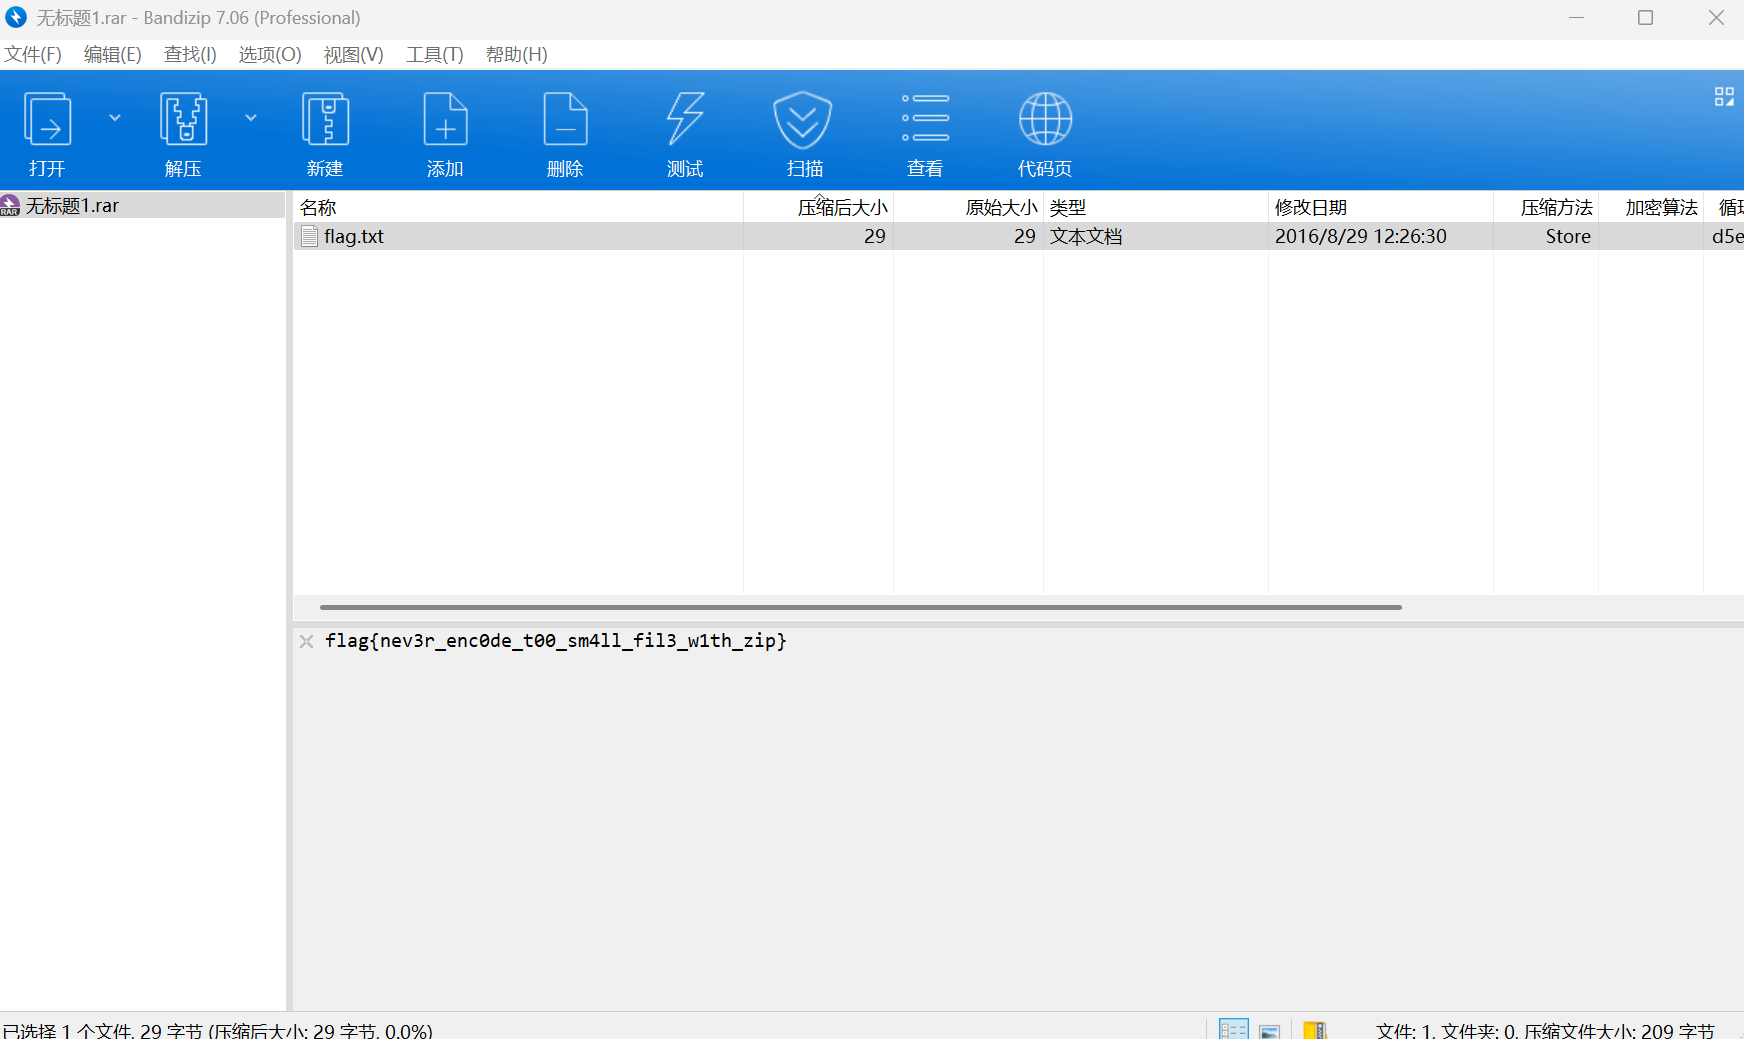 无标题1.rar - Bandizip 7.06 (Professional)
文件(F) 编辑(E) 查找(I) 选项(O) 视图(V) 工具(T) 帮助(H)
打开 解压 新建 添加 删除 测试 扫描 查看 代码页
RAR 无标题1.rar
名称 压缩后大小 原始大小 类型 修改日期 压缩方法 加密算法 循
flag.txt 29 29 文本文档 2016/8/29 12:26:30 Store d5e
flag{nev3r_enc0de_t00_sm4ll_fil3_w1th_zip}
已选择 1 个文件, 29 字节 (压缩后大小: 29 字节, 0.0%) 文件: 1, 文件夹: 0, 压缩文件大小: 209 字节